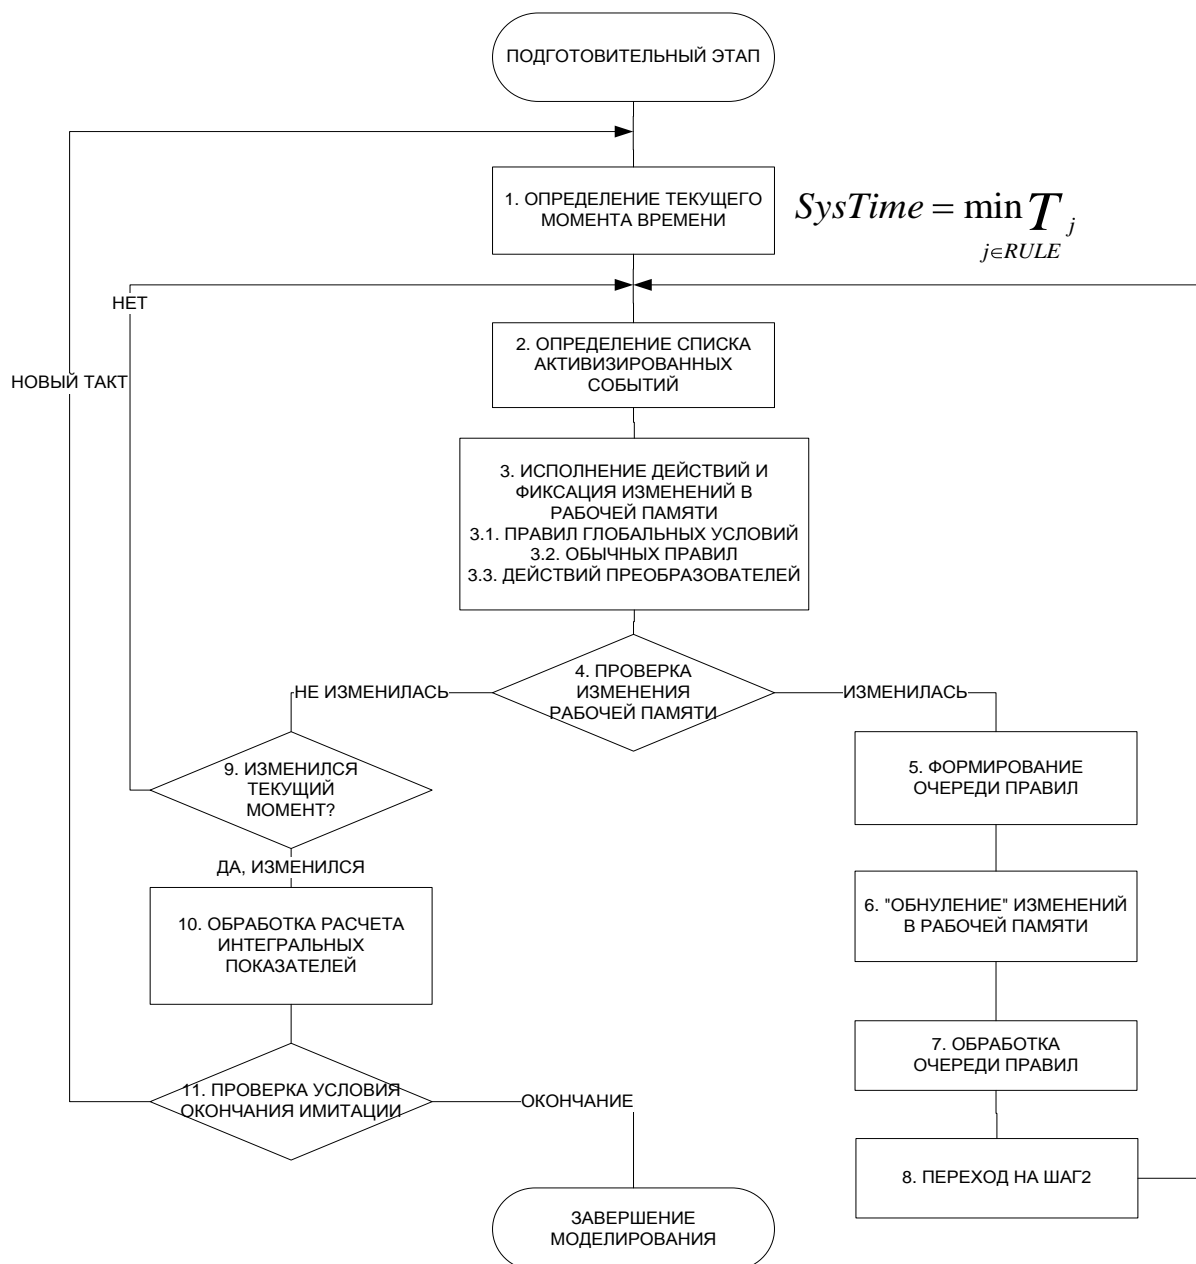 ПОДГОТОВИТЕЛЬНЫЙ ЭТАП
1. ОПРЕДЕЛЕНИЕ ТЕКУЩЕГО
МОМЕНТА ВРЕМЕНИ
SysTime = min T j
j∈RULE
НЕТ
2. ОПРЕДЕЛЕНИЕ СПИСКА
АКТИВИЗИРОВАННЫХ
СОБЫТИЙ
НОВЫЙ ТАКТ
3. ИСПОЛНЕНИЕ ДЕЙСТВИЙ И
ФИКСАЦИЯ ИЗМЕНЕНИЙ В
РАБОЧЕЙ ПАМЯТИ
3.1. ПРАВИЛ ГЛОБАЛЬНЫХ УСЛОВИЙ
3.2. ОБЫЧНЫХ ПРАВИЛ
3.3. ДЕЙСТВИЙ ПРЕОБРАЗОВАТЕЛЕЙ
4. ПРОВЕРКА
ИЗМЕНЕНИЯ
РАБОЧЕЙ ПАМЯТИ
НЕ ИЗМЕНИЛАСЬ
ИЗМЕНИЛАСЬ
5. ФОРМИРОВАНИЕ
ОЧЕРЕДИ ПРАВИЛ
6. "ОБНУЛЕНИЕ" ИЗМЕНЕНИЙ
В РАБОЧЕЙ ПАМЯТИ
7. ОБРАБОТКА
ОЧЕРЕДИ ПРАВИЛ
8. ПЕРЕХОД НА ШАГ2
9. ИЗМЕНИЛСЯ
ТЕКУЩИЙ
МОМЕНТ?
ДА, ИЗМЕНИЛСЯ
10. ОБРАБОТКА РАСЧЕТА
ИНТЕГРАЛЬНЫХ
ПОКАЗАТЕЛЕЙ
11. ПРОВЕРКА УСЛОВИЯ
ОКОНЧАНИЯ ИМИТАЦИИ
ОКОНЧАНИЕ
ЗАВЕРШЕНИЕ
МОДЕЛИРОВАНИЯ